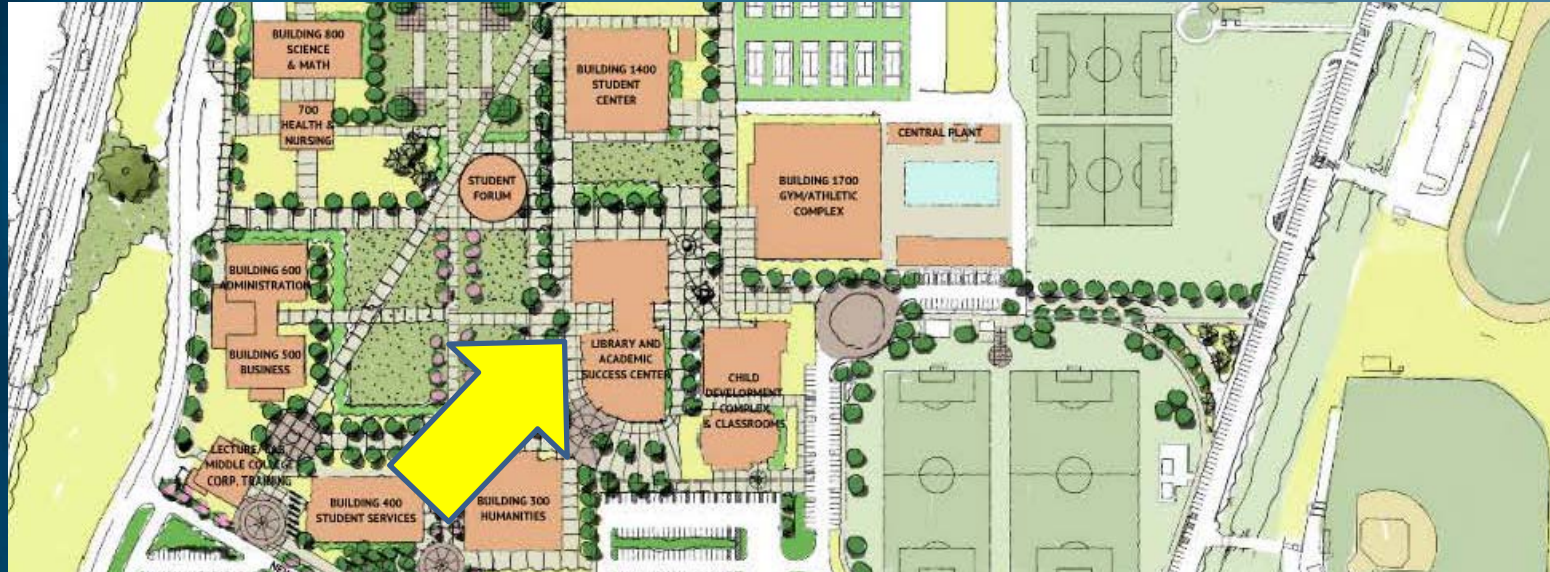 BUILDING 800
SCIENCE
& MATH
700
HEALTH &
NURSING
BUILDING 1400
STUDENT
CENTER
STUDENT
FORUM
CENTRAL PLANT
BUILDING 1700
GYM/ATHLETIC
COMPLEX
BUILDING 600
ADMINISTRATION
BUILDING 500
BUSINESS
LIBRARY AND
ACADEMIC
SUCCESS CENTER
CHILD
DEVELOPMENT
COMPLEX
& CLASSROOMS
LECTURE/LAB
MIDDLE COLLEGE
CORP. TRAINING
BUILDING 400
STUDENT SERVICES
BUILDING 300
HUMANITIES